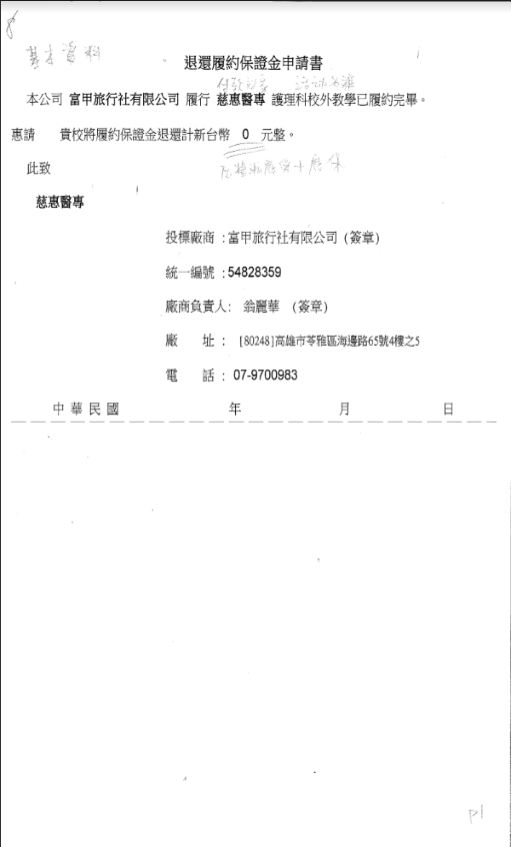 8
基本資料
退還履約保證金申請書
本公司 富甲旅行社有限公司 履行 慈惠醫專 護理科校外教學已履約完畢。
惠請 貴校將履約保證金退還計新台幣 0 元整。
此致
慈惠醫專
投標廠商：富甲旅行社有限公司（簽章）
統一編號：54828359
廠商負責人： 翁麗華 （簽章）
廠 址： [80248]高雄市苓雅區海邊路65號4樓之5
電 話： 07-9700983
中華民國 年 月 日
p1